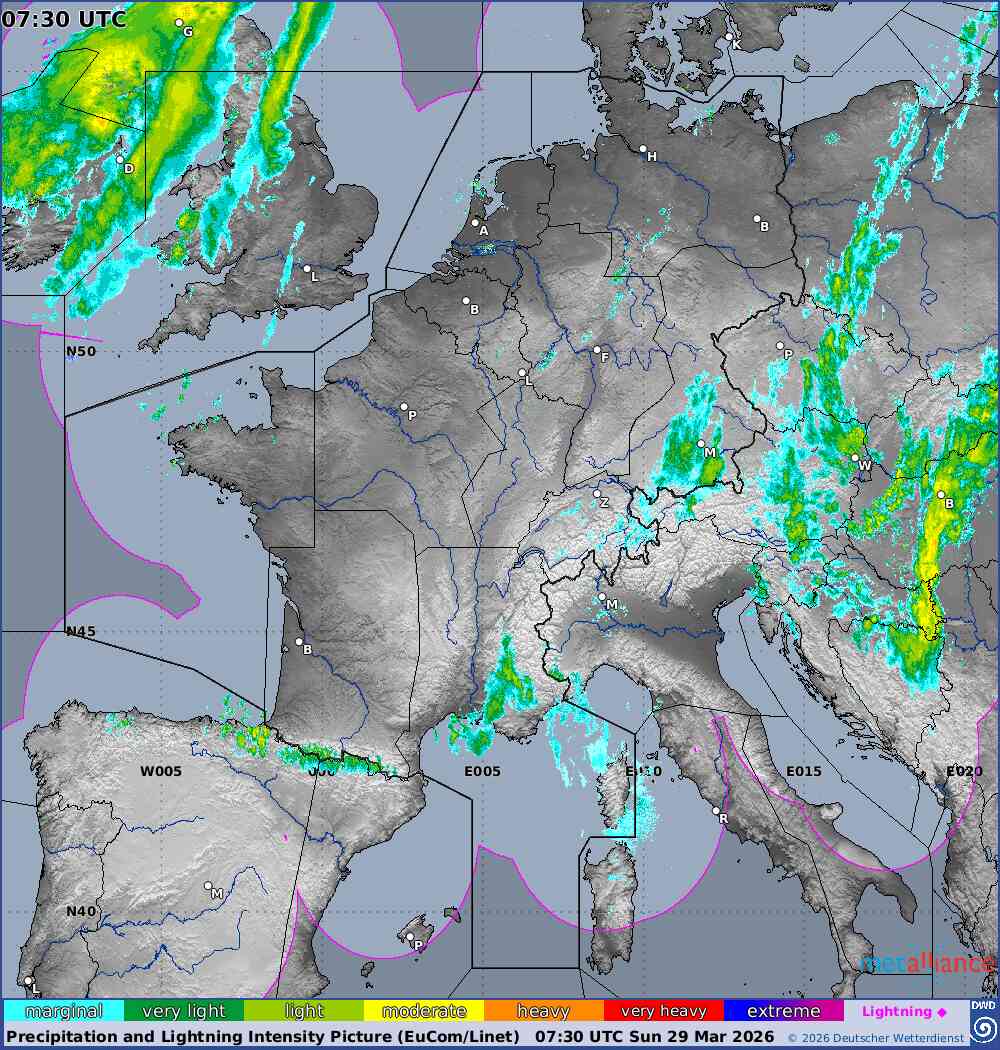 07:30 UTC
G
K
D
H
A
B
L
B
N50
P
F
L
P
M
W
Z
B
M
N45
B
W005
000
E005
E010
E015
E020
R
M
N40
P
L
metalliance
marginal very light light moderate heavy very heavy extreme Lightning ◆ DWD
Precipitation and Lightning Intensity Picture (EuCom/Linet) 07:30 UTC Sun 29 Mar 2026 © 2026 Deutscher Wetterdienst